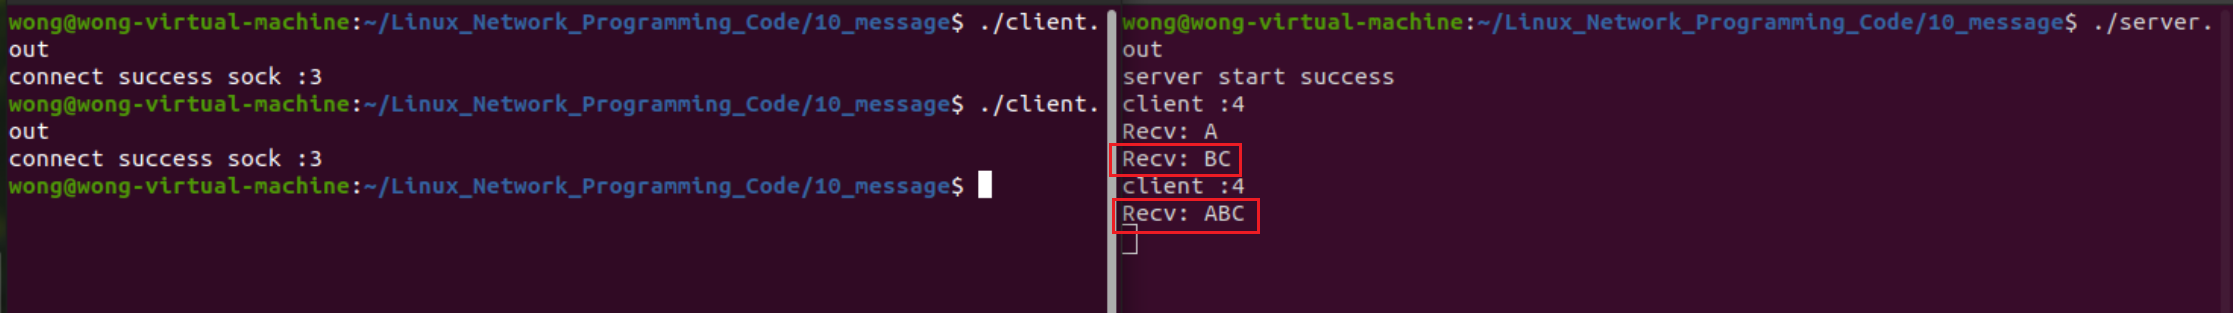 wong@wong-virtual-machine:~/Linux_Network_Programming_Code/10_message$ ./client.
out
connect success sock :3
wong@wong-virtual-machine:~/Linux_Network_Programming_Code/10_message$ ./client.
out
connect success sock :3
wong@wong-virtual-machine:~/Linux_Network_Programming_Code/10_message$
wong@wong-virtual-machine:~/Linux_Network_Programming_Code/10_message$ ./server.
out
server start success
client :4
Recv: A
Recv: BC
client :4
Recv: ABC